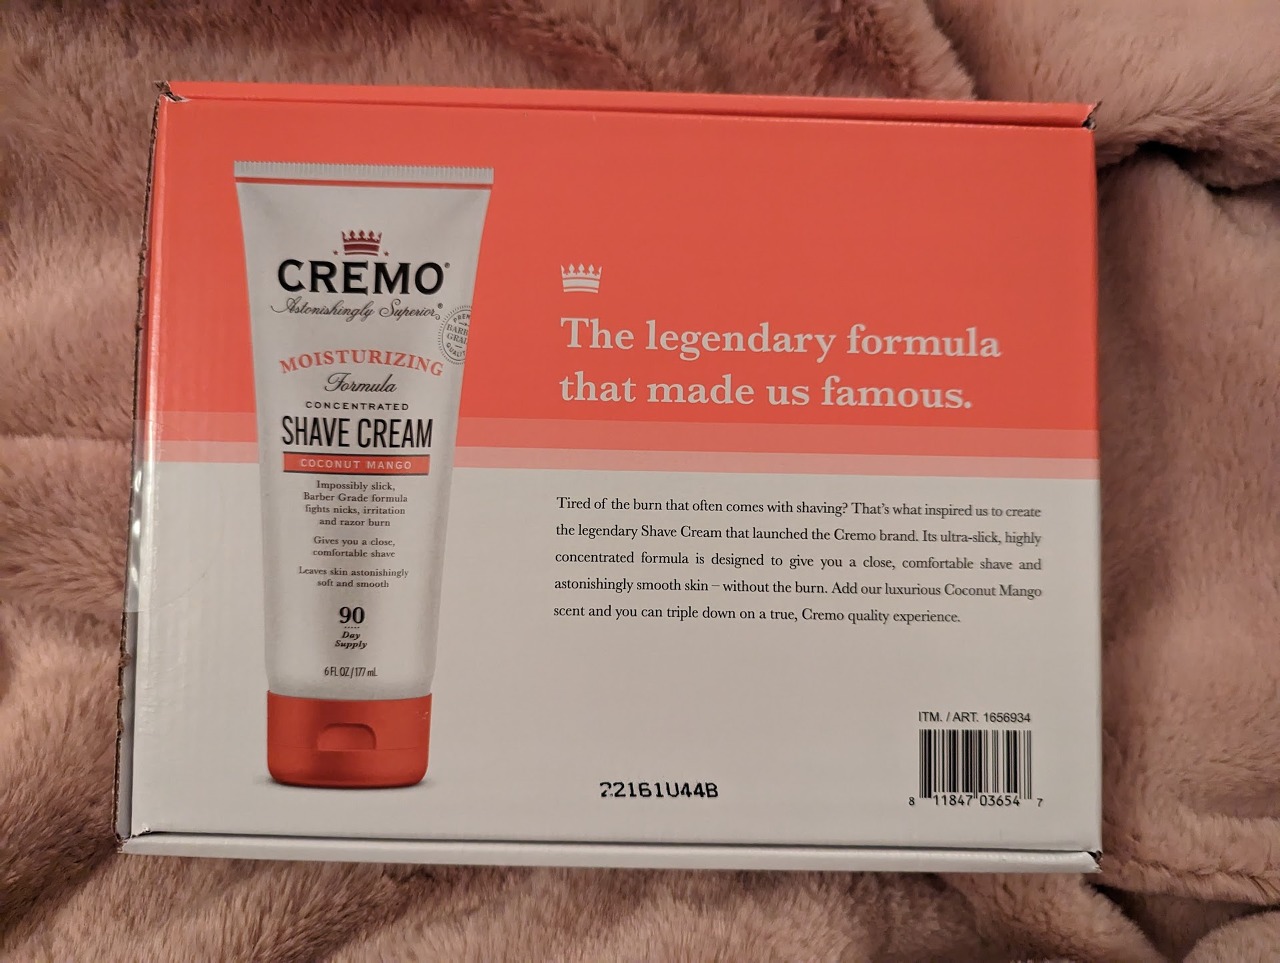 CREMO®
Astonishingly Superior®
MOISTURIZING
Formula
CONCENTRATED
SHAVE CREAM
COCONUT MANGO
Impossibly slick,
Barber Grade formula
fights nicks, irritation
and razor burn
Gives you a close,
comfortable shave
Leaves skin astonishingly
soft and smooth
90
Day
Supply
6 FL OZ / 177 mL
The legendary formula
that made us famous.
Tired of the burn that often comes with shaving? That's what inspired us to create
the legendary Shave Cream that launched the Cremo brand. Its ultra-slick, highly
concentrated formula is designed to give you a close, comfortable shave and
astonishingly smooth skin – without the burn. Add our luxurious Coconut Mango
scent and you can triple down on a true, Cremo quality experience.
ITM. / ART. 1656934
8 11847 03654 7
22161U44B